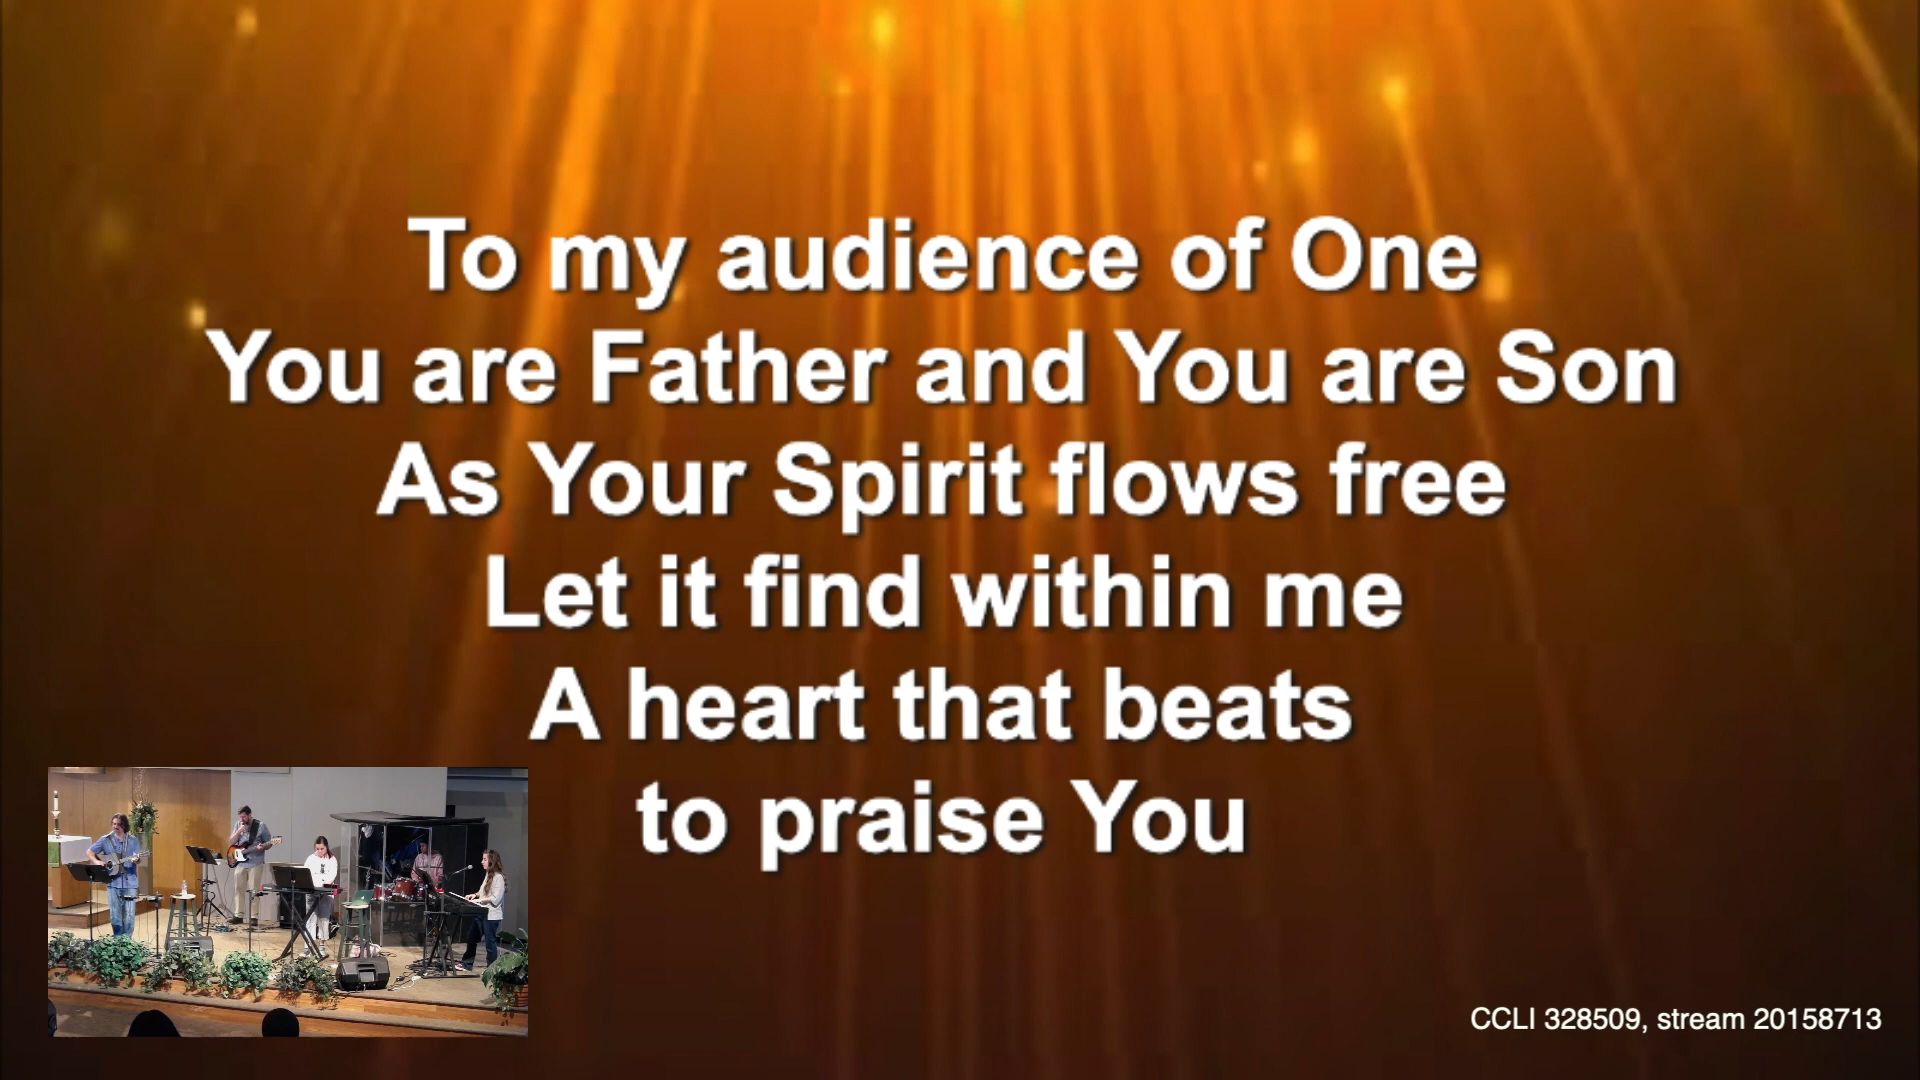 To my audience of One
You are Father and You are Son
As Your Spirit flows free
Let it find within me
A heart that beats
to praise You
CCLI 328509, stream 20158713